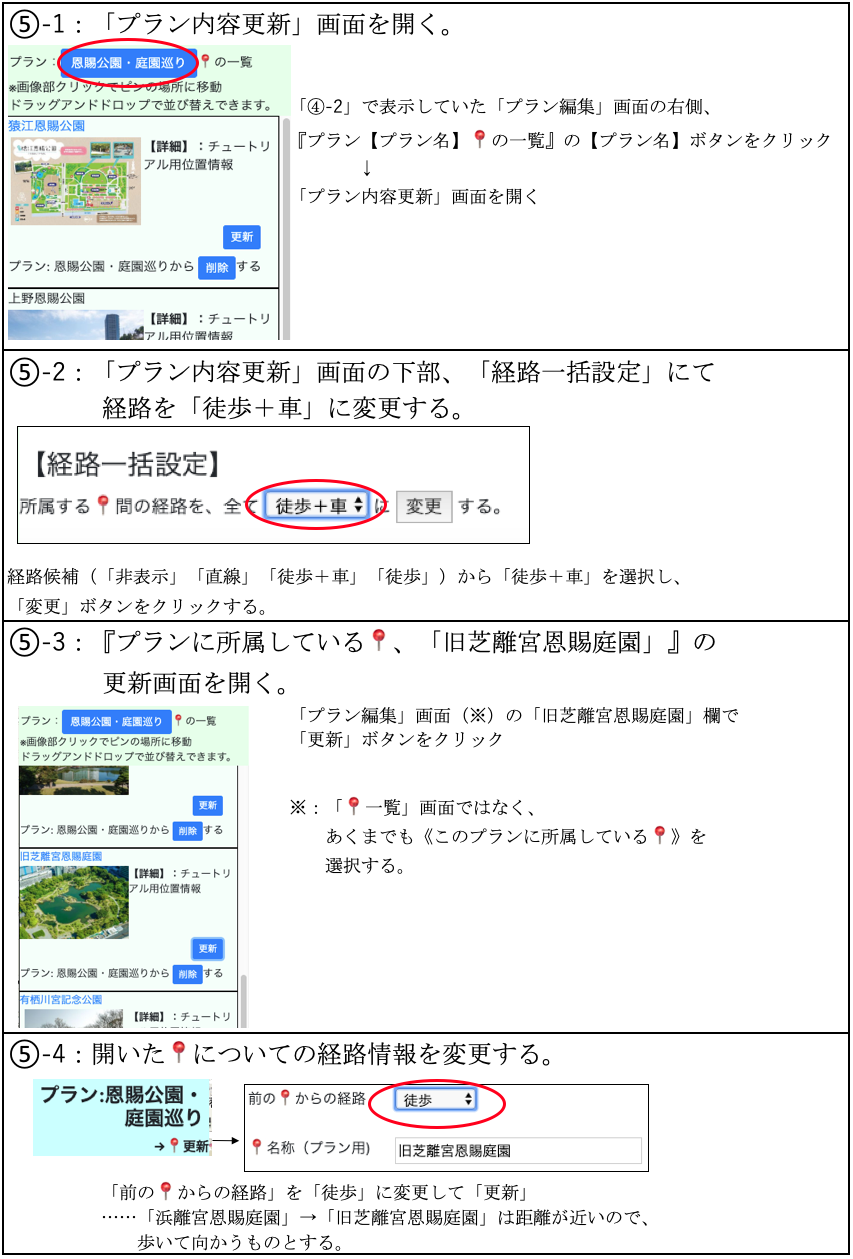 ⑤-1：「プラン内容更新」画面を開く。
プラン： 恩賜公園・庭園巡り 📍の一覧
※画像部クリックでピンの場所に移動
ドラッグアンドドロップで並び替えできます。
猿江恩賜公園
【詳細】：チュートリ
アル用位置情報
更新
プラン: 恩賜公園・庭園巡りから 削除 する
上野恩賜公園
【詳細】：チュートリ
アル用位置情報
「④-2」で表示していた「プラン編集」画面の右側、
『プラン【プラン名】📍の一覧』の【プラン名】ボタンをクリック
↓
「プラン内容更新」画面を開く
⑤-2：「プラン内容更新」画面の下部、「経路一括設定」にて
経路を「徒歩＋車」に変更する。
【経路一括設定】
所属する📍間の経路を、全て 徒歩＋車 に 変更 する。
経路候補（「非表示」「直線」「徒歩＋車」「徒歩」）から「徒歩＋車」を選択し、
「変更」ボタンをクリックする。
⑤-3：『プランに所属している📍、「旧芝離宮恩賜庭園」』の
更新画面を開く。
プラン： 恩賜公園・庭園巡り 📍の一覧
※画像部クリックでピンの場所に移動
ドラッグアンドドロップで並び替えできます。
更新
プラン: 恩賜公園・庭園巡りから 削除 する
旧芝離宮恩賜庭園
【詳細】：チュートリ
アル用位置情報
更新
プラン: 恩賜公園・庭園巡りから 削除 する
有栖川宮記念公園
【詳細】：チュートリ
「プラン編集」画面（※）の「旧芝離宮恩賜庭園」欄で
「更新」ボタンをクリック
※：「📍一覧」画面ではなく、
あくまでも《このプランに所属している📍》を
選択する。
⑤-4：開いた📍についての経路情報を変更する。
プラン:恩賜公園・
庭園巡り
→📍更新
前の📍からの経路 徒歩
📍名称（プラン用) 旧芝離宮恩賜庭園
「前の📍からの経路」を「徒歩」に変更して「更新」
……「浜離宮恩賜庭園」→「旧芝離宮恩賜庭園」は距離が近いので、
歩いて向かうものとする。